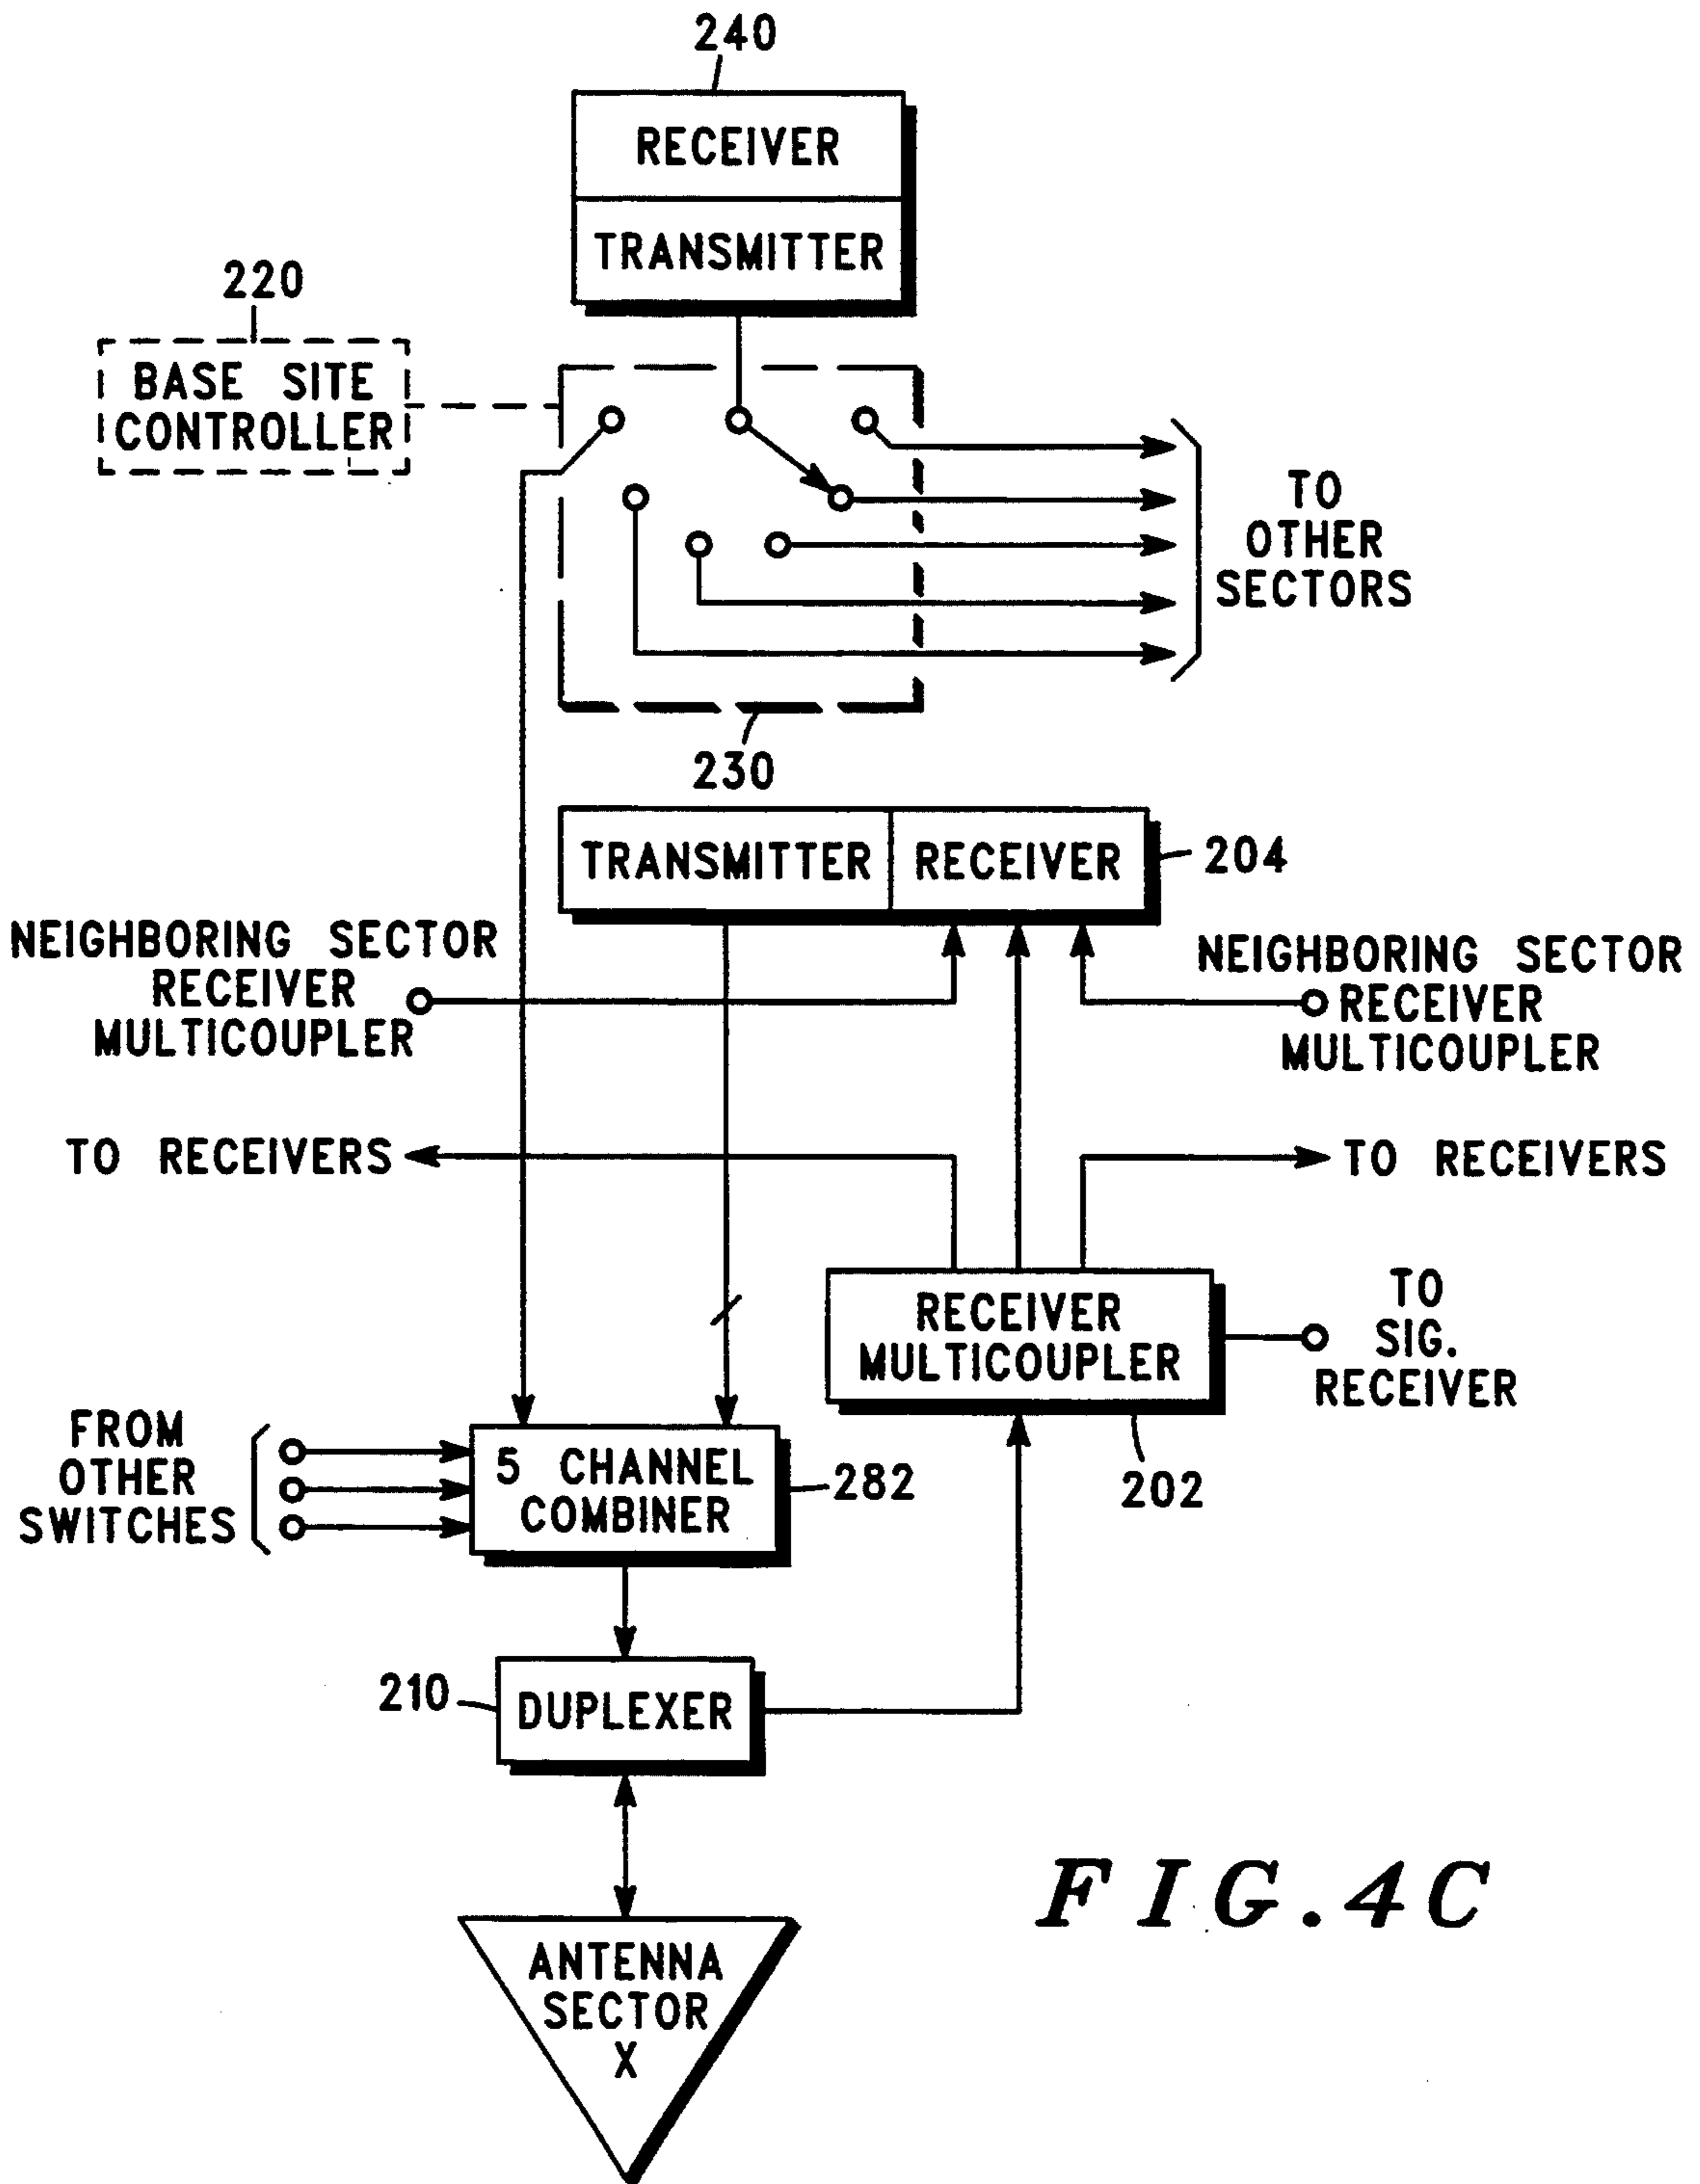 240
RECEIVER
TRANSMITTER
220
BASE SITE
CONTROLLER
TO
OTHER
SECTORS
230
TRANSMITTER
RECEIVER
204
NEIGHBORING SECTOR
RECEIVER
MULTICOUPLER
NEIGHBORING SECTOR
RECEIVER
MULTICOUPLER
TO RECEIVERS
TO RECEIVERS
RECEIVER
MULTICOUPLER
TO
SIG.
RECEIVER
202
FROM
OTHER
SWITCHES
5 CHANNEL
COMBINER
282
210
DUPLEXER
ANTENNA
SECTOR
X
FIG.4C